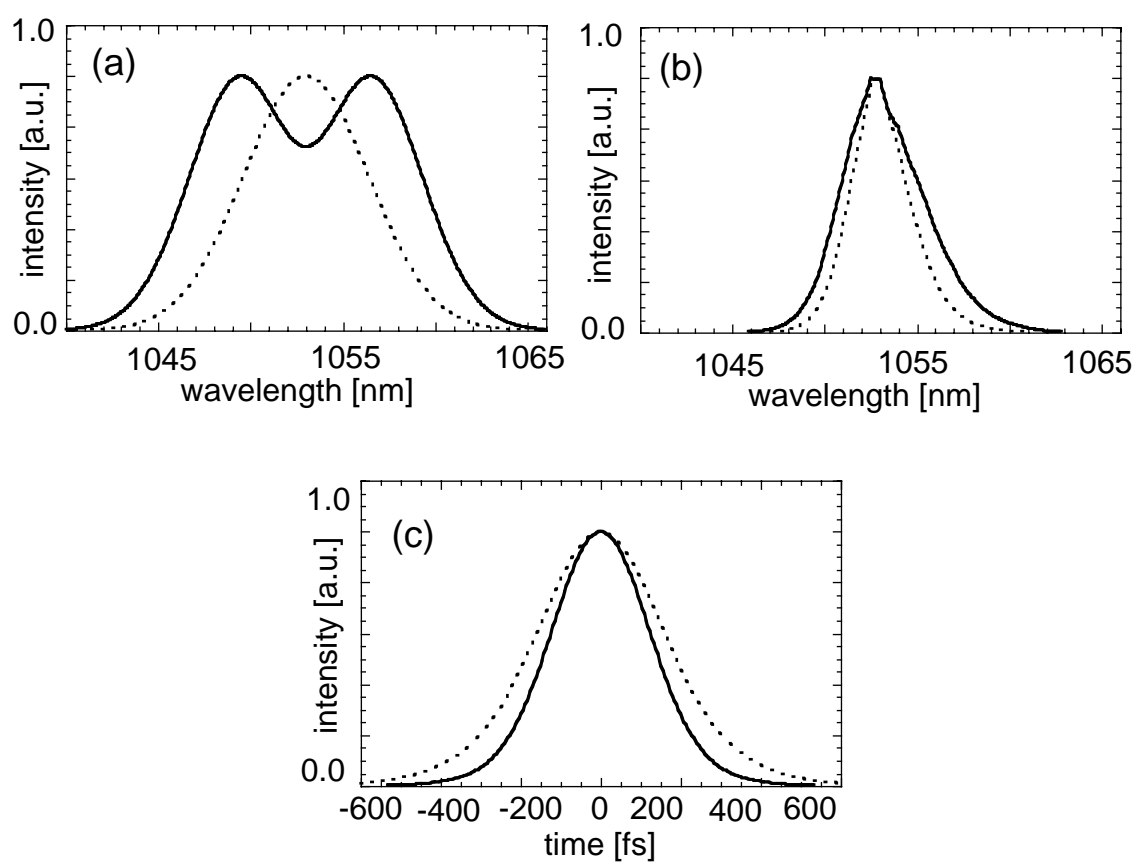 1.0
(a)
intensity [a.u.]
0.0
1045
1055
1065
wavelength [nm]
1.0
(b)
intensity [a.u.]
0.0
1045
1055
1065
wavelength [nm]
1.0
(c)
intensity [a.u.]
0.0
-600 -400 -200 0 200 400 600
time [fs]